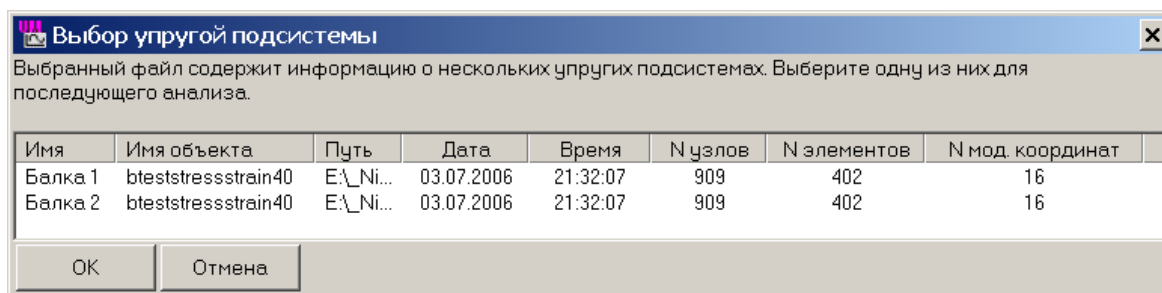 Выбор упругой подсистемы
Выбранный файл содержит информацию о нескольких упругих подсистемах. Выберите одну из них для
последующего анализа.
Имя Имя объекта Путь Дата Время N узлов N элементов N мод. координат
Балка 1 bteststressstrain40 E:\_Ni... 03.07.2006 21:32:07 909 402 16
Балка 2 bteststressstrain40 E:\_Ni... 03.07.2006 21:32:07 909 402 16
OK Отмена